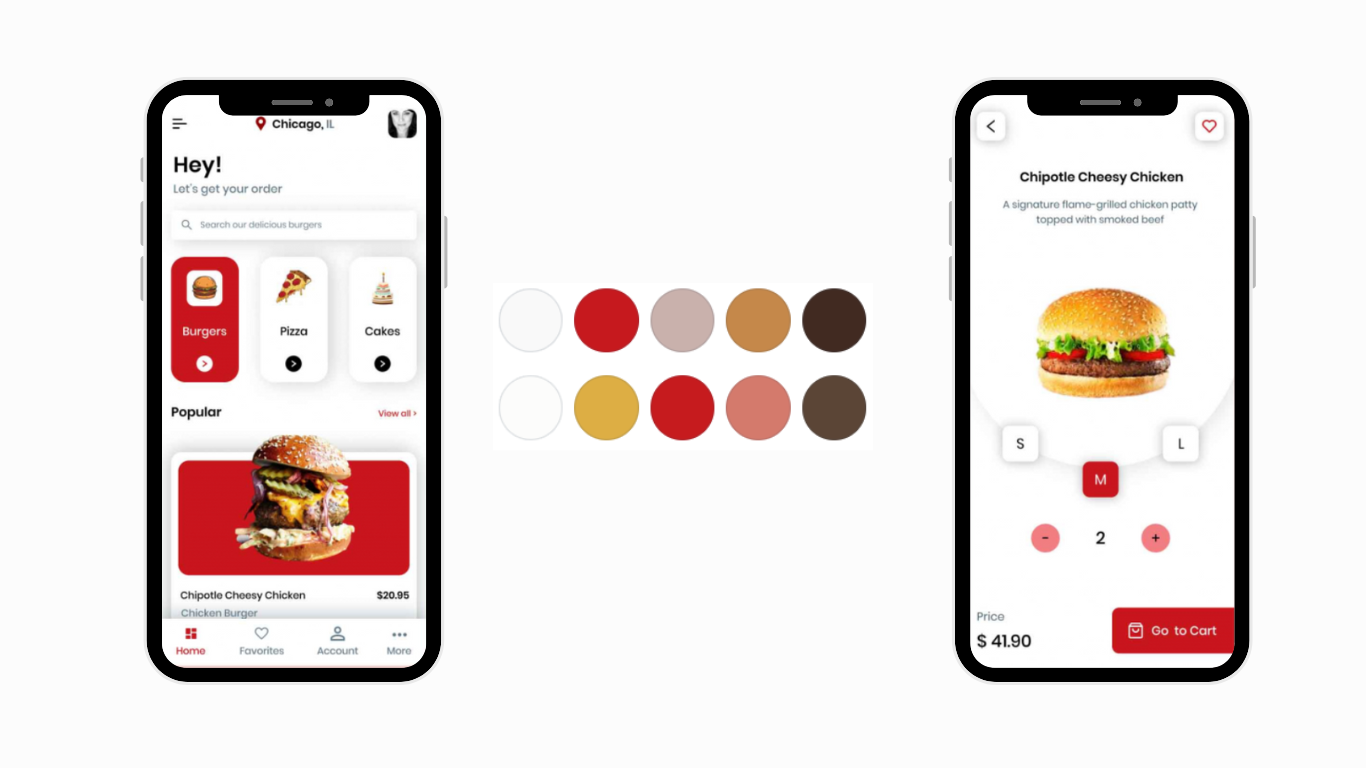 Chicago, IL
Hey!
Let's get your order
Search our delicious burgers
Burgers
Pizza
Cakes
Popular
View all >
Chipotle Cheesy Chicken
$20.95
Chicken Burger
Home
Favorites
Account
More
Chipotle Cheesy Chicken
A signature flame-grilled chicken patty
topped with smoked beef
S
L
M
-
2
+
Price
$ 41.90
Go to Cart